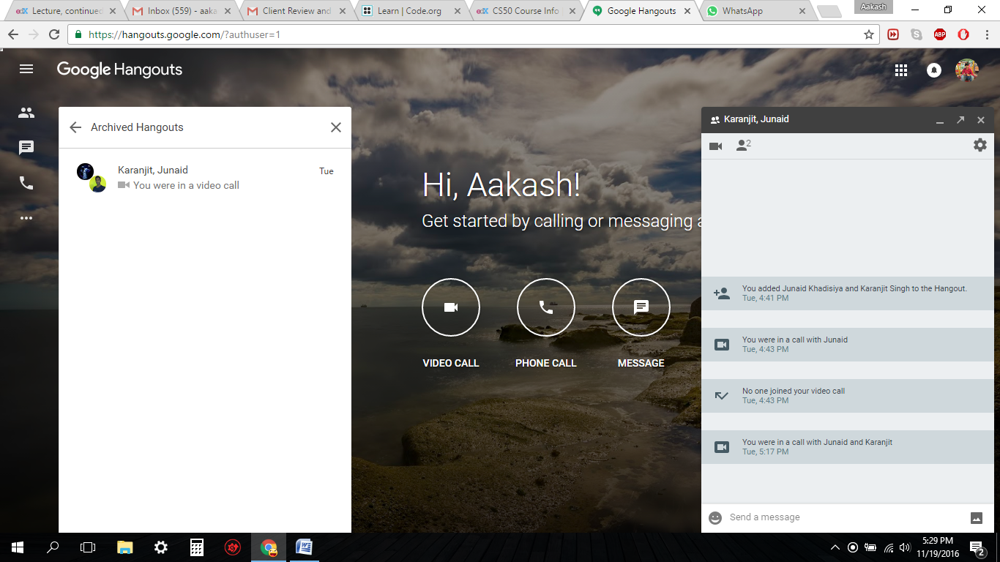 Lecture, continued
Inbox (559) - aaka
Client Review and
Learn | Code.org
CS50 Course Info
Google Hangouts
WhatsApp
Aakash
https://hangouts.google.com/?authuser=1
ABP
Google Hangouts
Archived Hangouts
Karanjit, Junaid
Tue
You were in a video call
Hi, Aakash!
Get started by calling or messaging a
VIDEO CALL
PHONE CALL
MESSAGE
Karanjit, Junaid
2
You added Junaid Khadisiya and Karanjit Singh to the Hangout.
Tue, 4:41 PM
You were in a call with Junaid
Tue, 4:43 PM
No one joined your video call
Tue, 4:43 PM
You were in a call with Junaid and Karanjit
Tue, 5:17 PM
Send a message
5:29 PM
11/19/2016
2